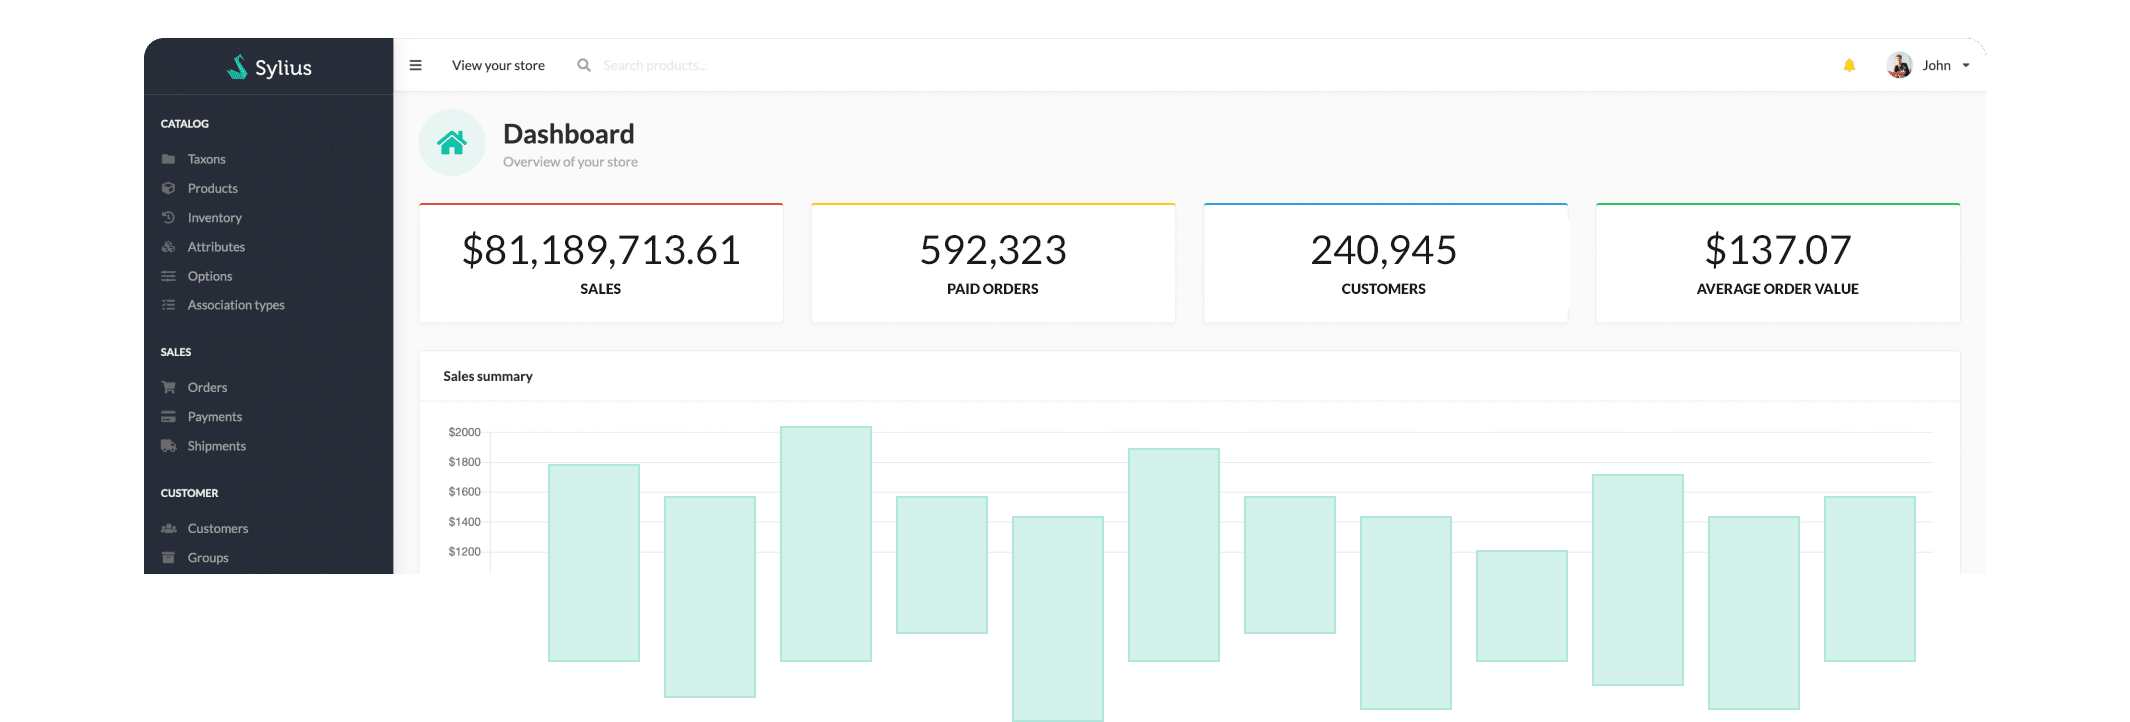 Sylius
View your store
Search products...
John
CATALOG
Taxons
Products
Inventory
Attributes
Options
Association types
SALES
Orders
Payments
Shipments
CUSTOMER
Customers
Groups
Dashboard
Overview of your store
$81,189,713.61
SALES
592,323
PAID ORDERS
240,945
CUSTOMERS
$137.07
AVERAGE ORDER VALUE
Sales summary
$2000
$1800
$1600
$1400
$1200